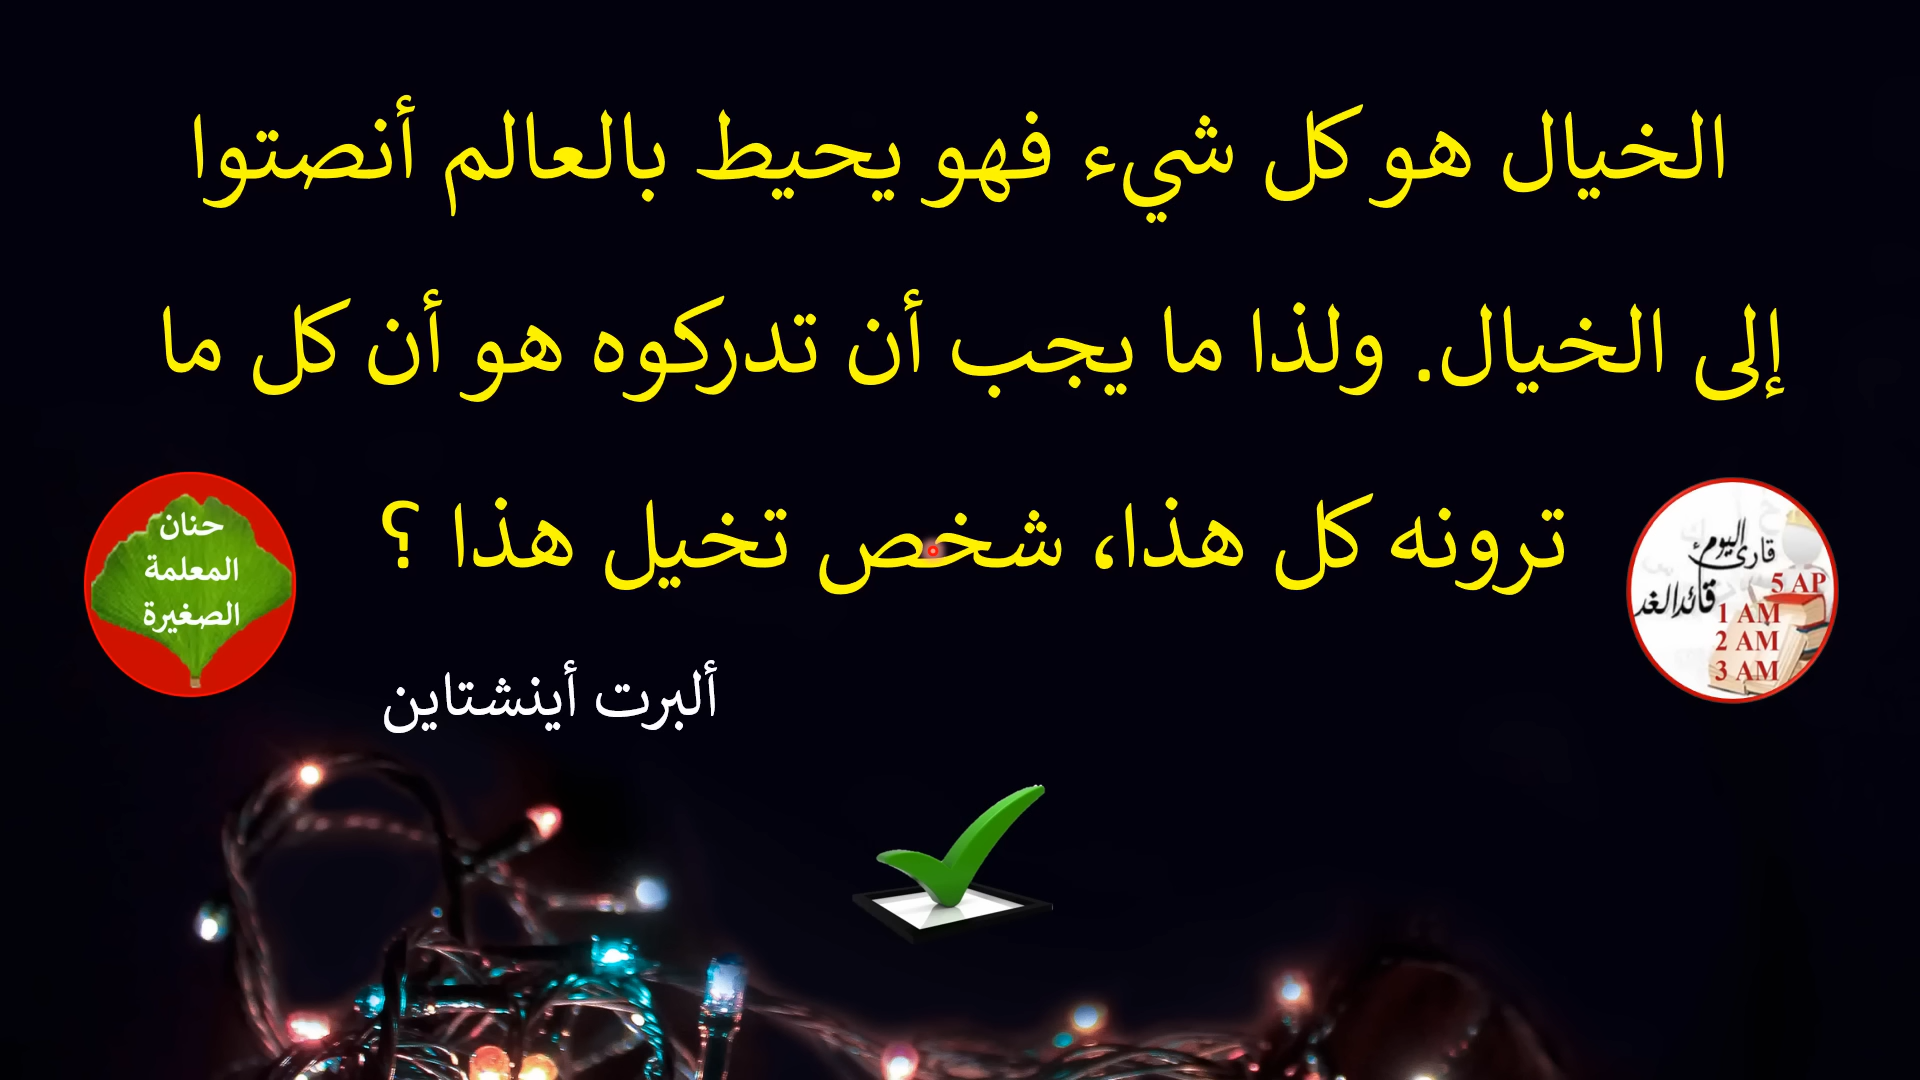 الخيال هو كل شيء فهو يحيط بالعالم أنصتوا
إلى الخيال. ولذا ما يجب أن تدركوه هو أن كل ما
ترونه كل هذا، شخص تخيل هذا ؟
ألبرت أينشتاين
قارئ اليوم
قائد الغد
5 AP
1 AM
2 AM
3 AM
حنان
المعلمة
الصغيرة